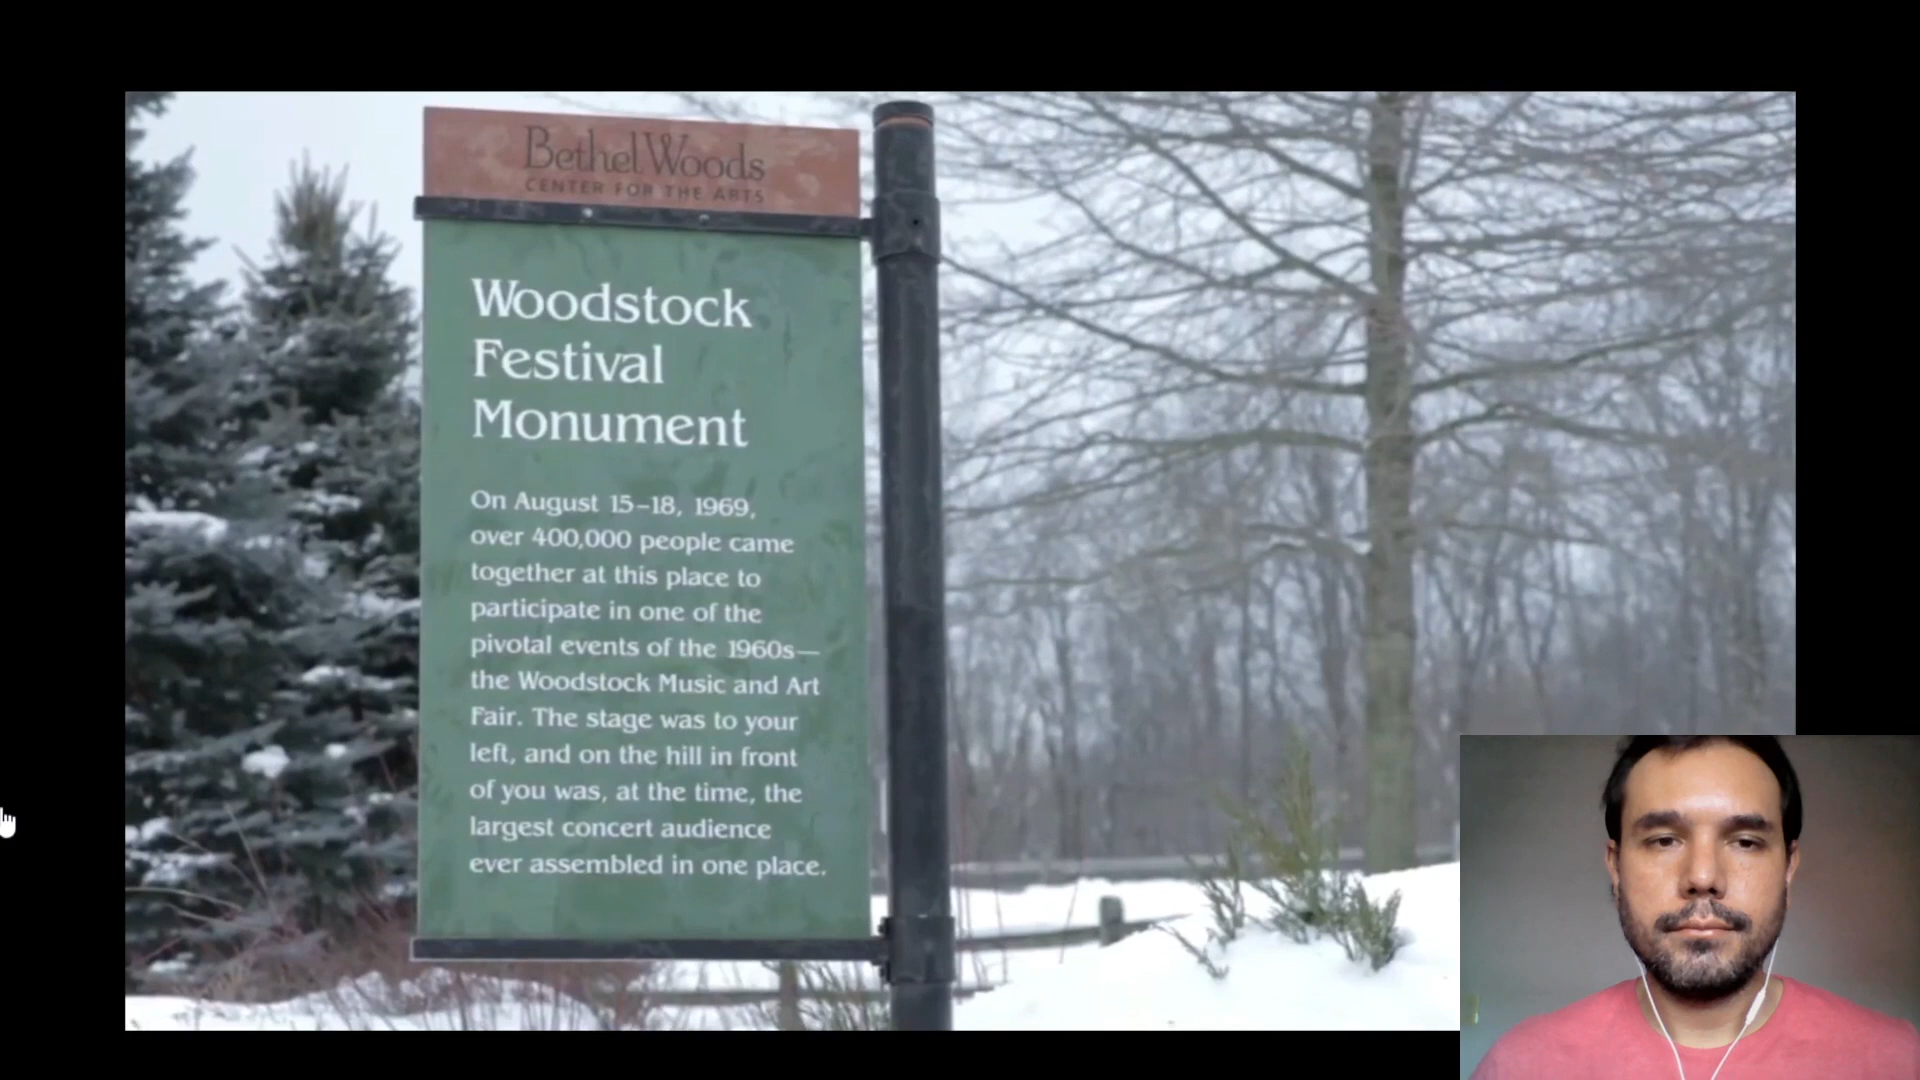 Bethel Woods
CENTER FOR THE ARTS
Woodstock
Festival
Monument
On August 15–18, 1969,
over 400,000 people came
together at this place to
participate in one of the
pivotal events of the 1960s—
the Woodstock Music and Art
Fair. The stage was to your
left, and on the hill in front
of you was, at the time, the
largest concert audience
ever assembled in one place.